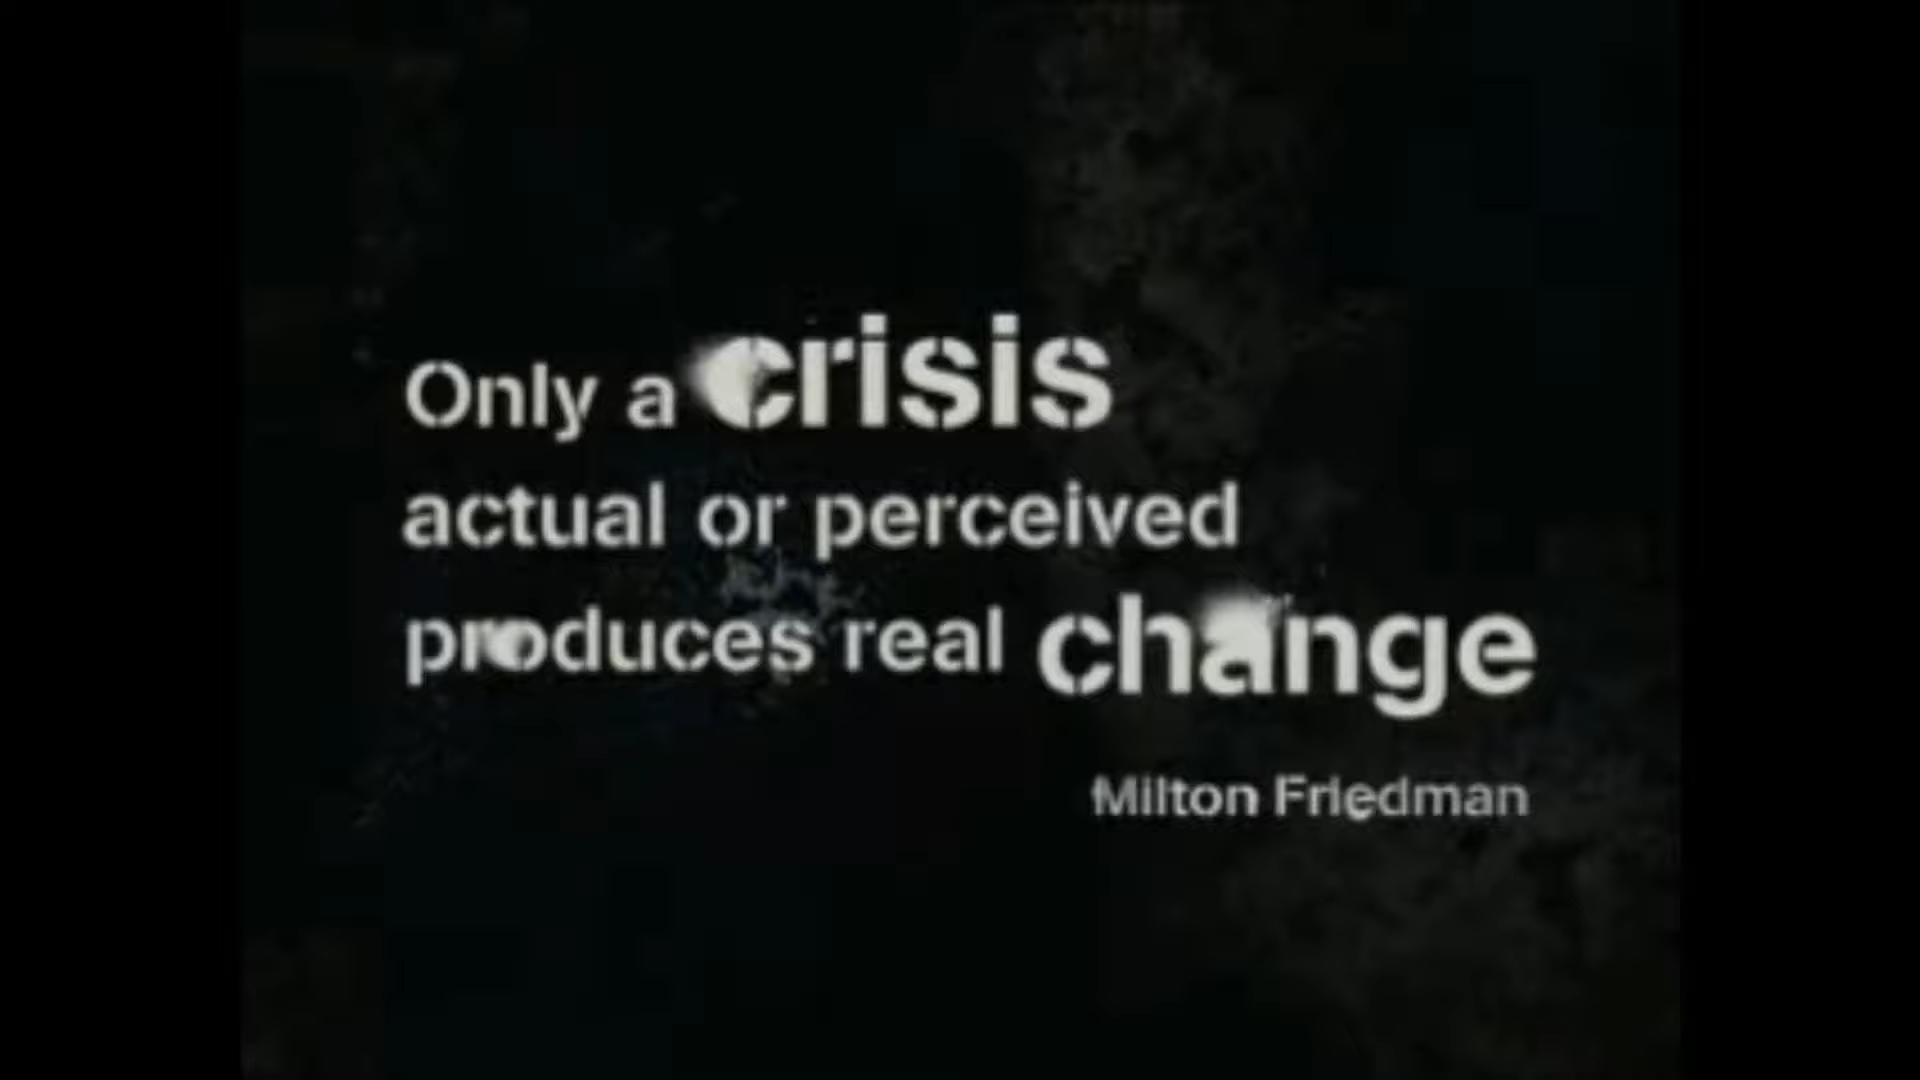 Only a crisis
actual or perceived
produces real change
Milton Friedman